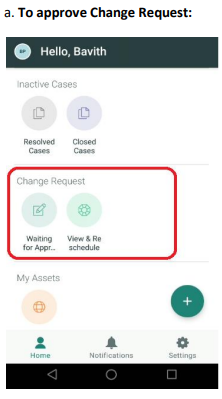 a. To approve Change Request:
BP Hello, Bavith
Inactive Cases
Resolved Closed
Cases Cases
Change Request
Waiting View & Re
for Appr... schedule
My Assets
+
Home Notifications Settings